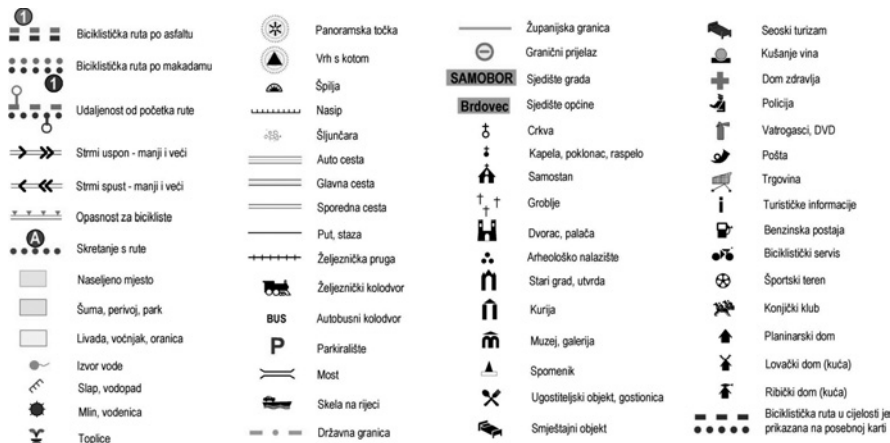 1
Biciklistička ruta po asfaltu
Biciklistička ruta po makadamu
1
Udaljenost od početka rute
Strmi uspon - manji i veći
Strmi spust - manji i veći
Opasnost za bicikliste
A
Skretanje s rute
Naseljeno mjesto
Šuma, perivoj, park
Livada, voćnjak, oranica
Izvor vode
Slap, vodopad
Mlin, vodenica
Toplice
Panoramska točka
Vrh s kotom
Špilja
Nasip
Šljunčara
Auto cesta
Glavna cesta
Sporedna cesta
Put, staza
Željeznička pruga
Željeznički kolodvor
BUS Autobusni kolodvor
P Parkiralište
Most
Skela na rijeci
Državna granica
Županijska granica
Granični prijelaz
SAMOBOR Sjedište grada
Brdovec Sjedište općine
Crkva
Kapela, poklonac, raspelo
Samostan
Groblje
Dvorac, palača
Arheološko nalazište
Stari grad, utvrda
Kurija
Muzej, galerija
Spomenik
Ugostiteljski objekt, gostionica
Smještajni objekt
Seoski turizam
Kušanje vina
Dom zdravlja
Policija
Vatrogasci, DVD
Pošta
Trgovina
i Turističke informacije
Benzinska postaja
Biciklistički servis
Športski teren
Konjički klub
Planinarski dom
Lovački dom (kuća)
Ribički dom (kuća)
Biciklistička ruta u cijelosti je
prikazana na posebnoj karti